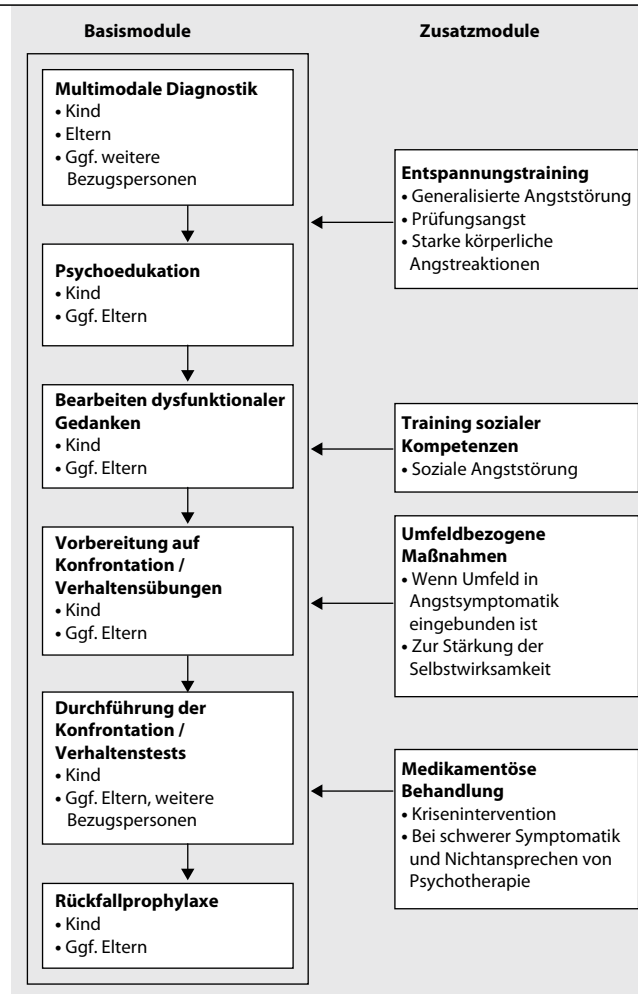 Basismodule
Multimodale Diagnostik
• Kind
• Eltern
• Ggf. weitere
Bezugspersonen
Psychoedukation
• Kind
• Ggf. Eltern
Bearbeiten dysfunktionaler
Gedanken
• Kind
• Ggf. Eltern
Vorbereitung auf
Konfrontation /
Verhaltensübungen
• Kind
• Ggf. Eltern
Durchführung der
Konfrontation /
Verhaltenstests
• Kind
• Ggf. Eltern, weitere
Bezugspersonen
Rückfallprophylaxe
• Kind
• Ggf. Eltern
Zusatzmodule
Entspannungstraining
• Generalisierte Angststörung
• Prüfungsangst
• Starke körperliche
Angstreaktionen
Training sozialer
Kompetenzen
• Soziale Angststörung
Umfeldbezogene
Maßnahmen
• Wenn Umfeld in
Angstsymptomatik
eingebunden ist
• Zur Stärkung der
Selbstwirksamkeit
Medikamentöse
Behandlung
• Krisenintervention
• Bei schwerer Symptomatik
und Nichtansprechen von
Psychotherapie